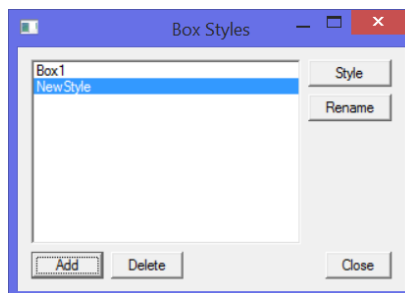 Box Styles
Box1
NewStyle
Style
Rename
Add
Delete
Close